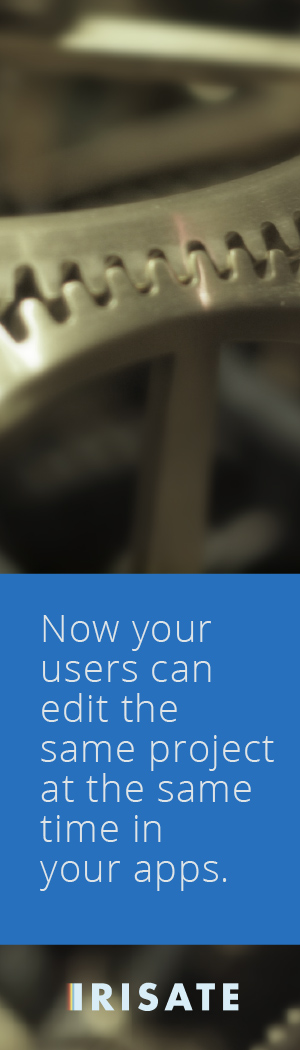 Now your
users can
edit the
same project
at the same
time in
your apps.
IRISATE